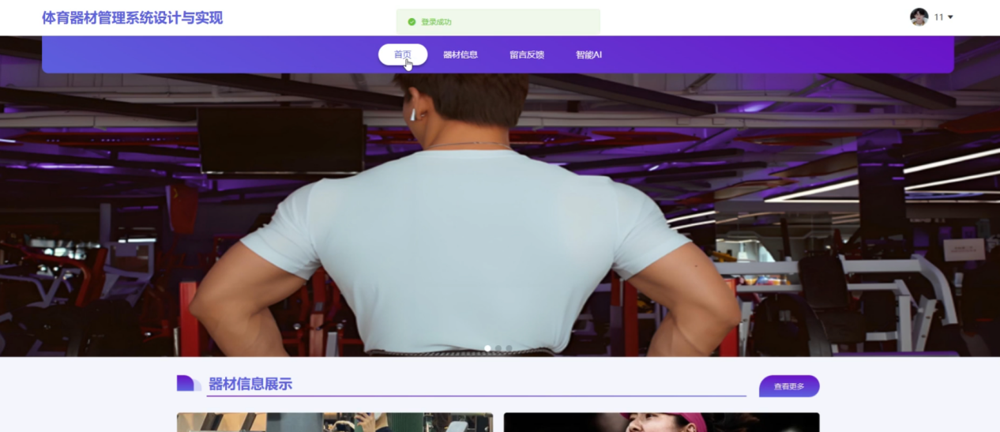 体育器材管理系统设计与实现
登录成功
11
首页
器材信息
留言反馈
智能AI
器材信息展示
查看更多